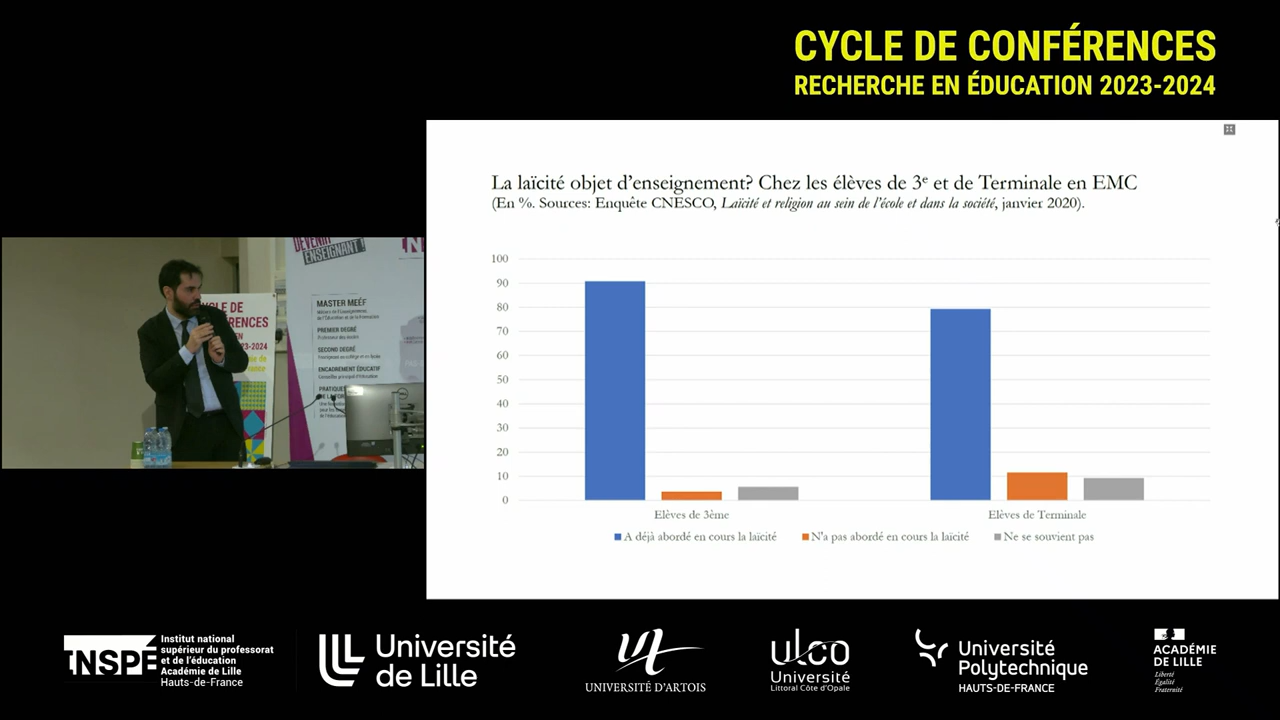 CYCLE DE CONFÉRENCES
RECHERCHE EN ÉDUCATION 2023-2024
La laïcité objet d'enseignement? Chez les élèves de 3e et de Terminale en EMC
(En %. Sources: Enquête CNESCO, Laïcité et religion au sein de l'école et dans la société, janvier 2020).
100
90
80
70
60
50
40
30
20
10
0
Elèves de 3ème
Elèves de Terminale
A déjà abordé en cours la laïcité
N'a pas abordé en cours la laïcité
Ne se souvient pas
DEVENIR
ENSEIGNANT!
MASTER MEÉF
PREMIER DEGRÉ
SECOND DEGRÉ
ENCADREMENT ÉDUCATIF
INSPÉ
Institut national
supérieur du professorat
et de l'éducation
Académie de Lille
Hauts-de-France
Université
de Lille
UA
UNIVERSITÉ D'ARTOIS
ulco
Université
Littoral Côte d'Opale
Université
Polytechnique
HAUTS-DE-FRANCE
ACADÉMIE
DE LILLE
Liberté
Égalité
Fraternité